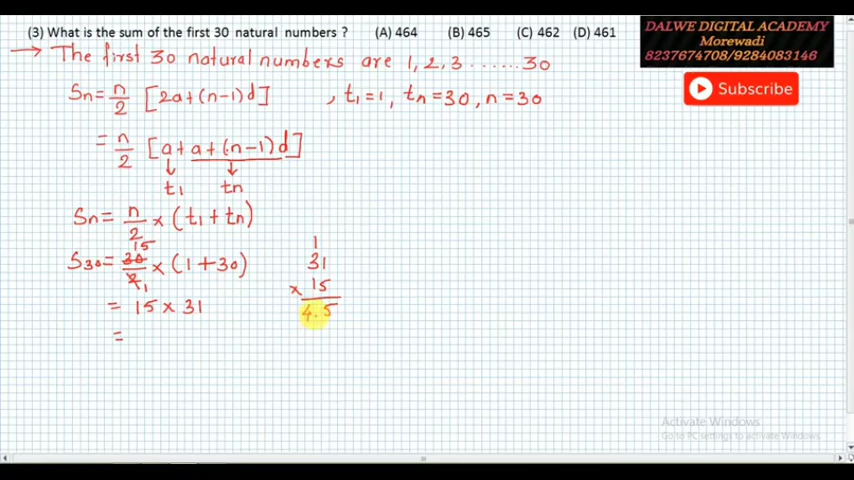 (3) What is the sum of the first 30 natural numbers ? (A) 464 (B) 465 (C) 462 (D) 461
DALWE DIGITAL ACADEMY
Morewadi
8237674708/9284083146
Subscribe
→ The first 30 natural numbers are 1, 2, 3 ...... 30
Sn = n/2 [2a+(n-1)d] , t1 = 1, tn = 30, n = 30
= n/2 [a + a + (n-1)d]
↓ ↓
t1 tn
Sn = n/2 × (t1 + tn)
15
S30 = 30/2 × (1 + 30)
1
= 15 × 31
=
1
31
× 15
4.5
Activate Windows
Go to PC settings to activate Windows.